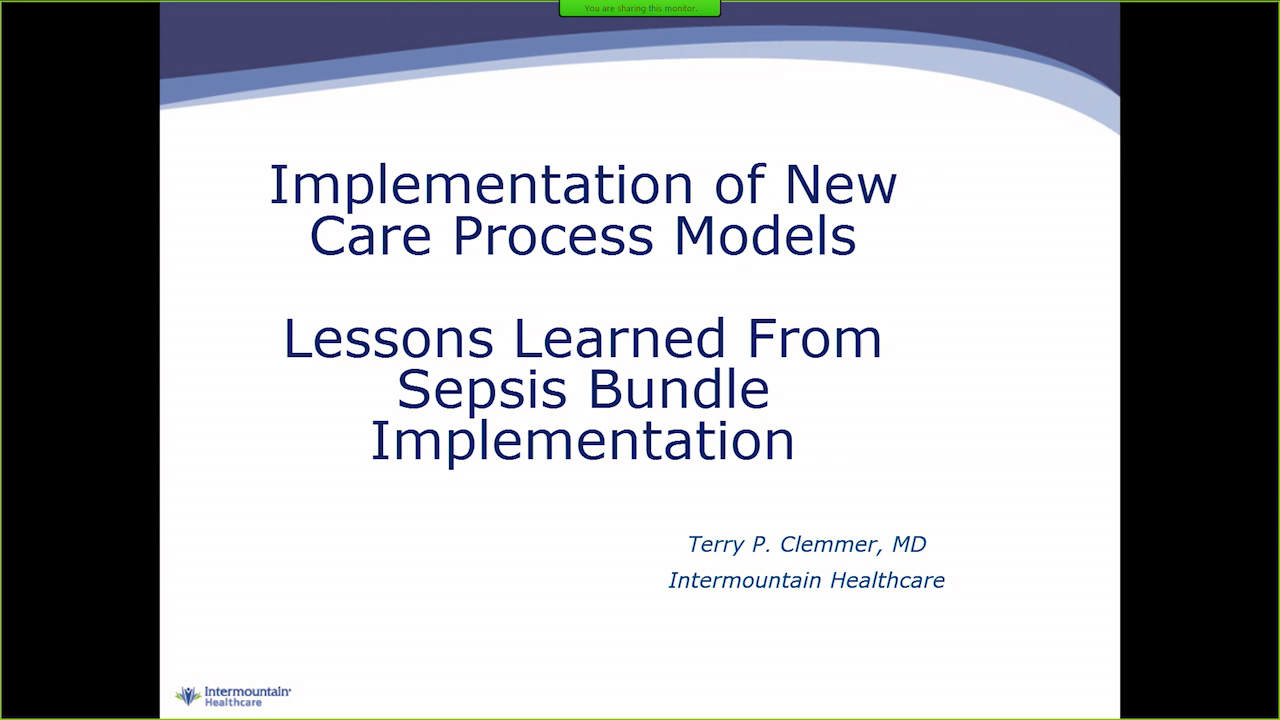 You are sharing this monitor.
Implementation of New
Care Process Models
Lessons Learned From
Sepsis Bundle
Implementation
Terry P. Clemmer, MD
Intermountain Healthcare
Intermountain
Healthcare